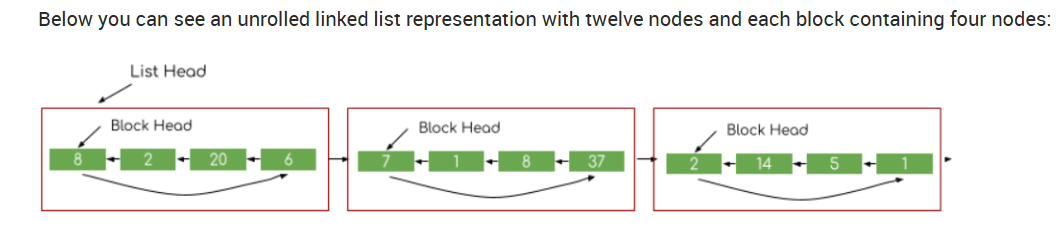 Below you can see an unrolled linked list representation with twelve nodes and each block containing four nodes:
List Head
Block Head
Block Head
Block Head
8 2 20 6 7 1 8 37 2 14 5 1